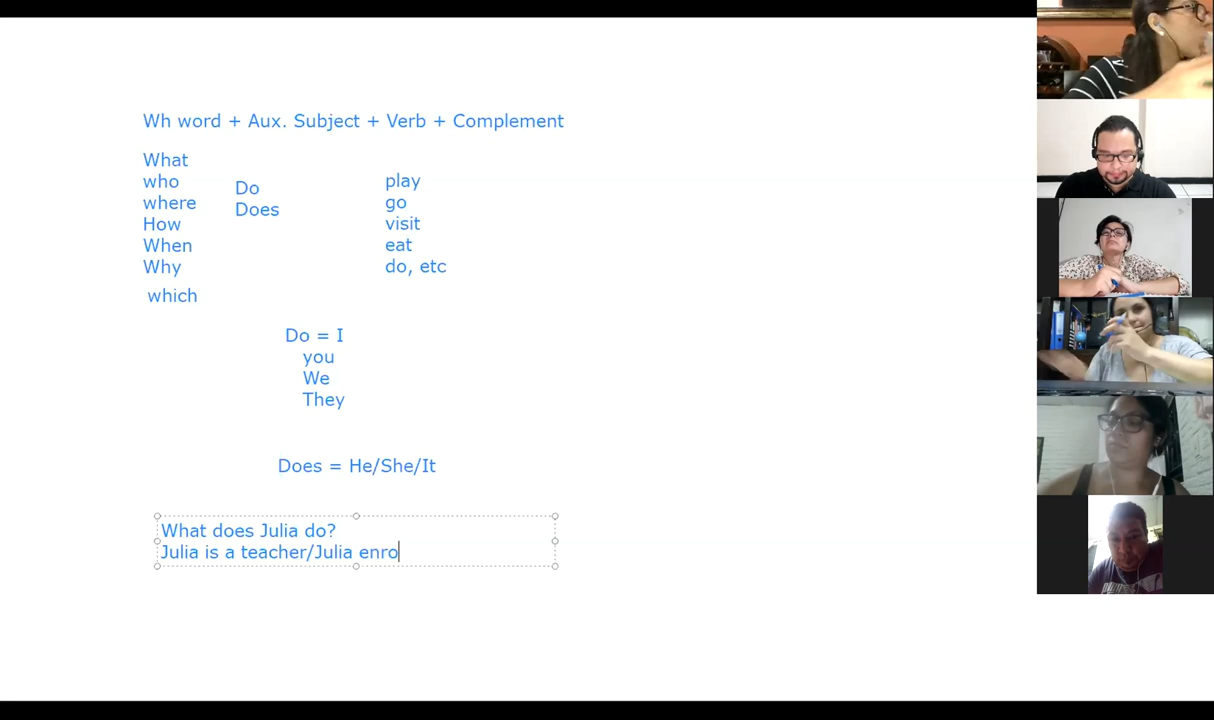 Wh word + Aux. Subject + Verb + Complement
What
who
where
How
When
Why
which
Do
Does
play
go
visit
eat
do, etc
Do = I
you
We
They
Does = He/She/It
What does Julia do?
Julia is a teacher/Julia enro